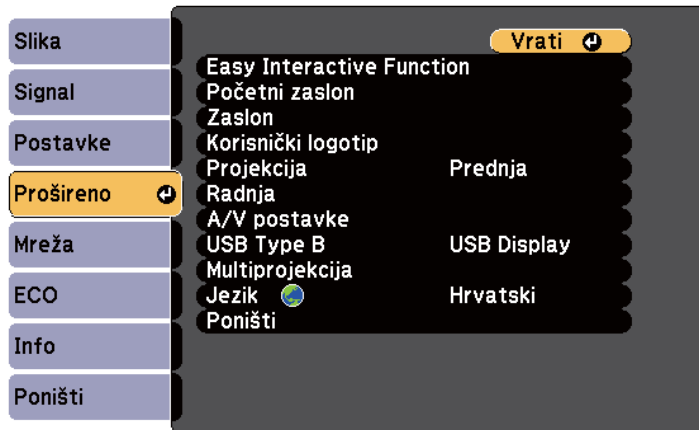 Slika
Signal
Postavke
Prošireno
Mreža
ECO
Info
Poništi
Vrati
Easy Interactive Function
Početni zaslon
Zaslon
Korisnički logotip
Projekcija Prednja
Radnja
A/V postavke
USB Type B USB Display
Multiprojekcija
Jezik Hrvatski
Poništi